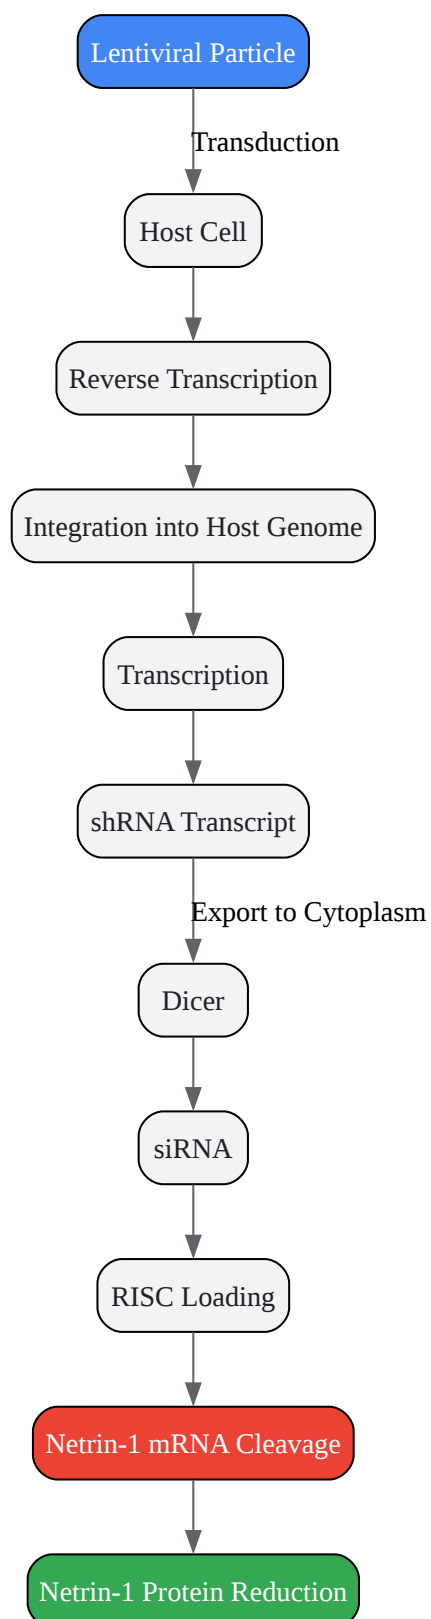 Lentiviral Particle
Transduction
Host Cell
Reverse Transcription
Integration into Host Genome
Transcription
shRNA Transcript
Export to Cytoplasm
Dicer
siRNA
RISC Loading
Netrin-1 mRNA Cleavage
Netrin-1 Protein Reduction